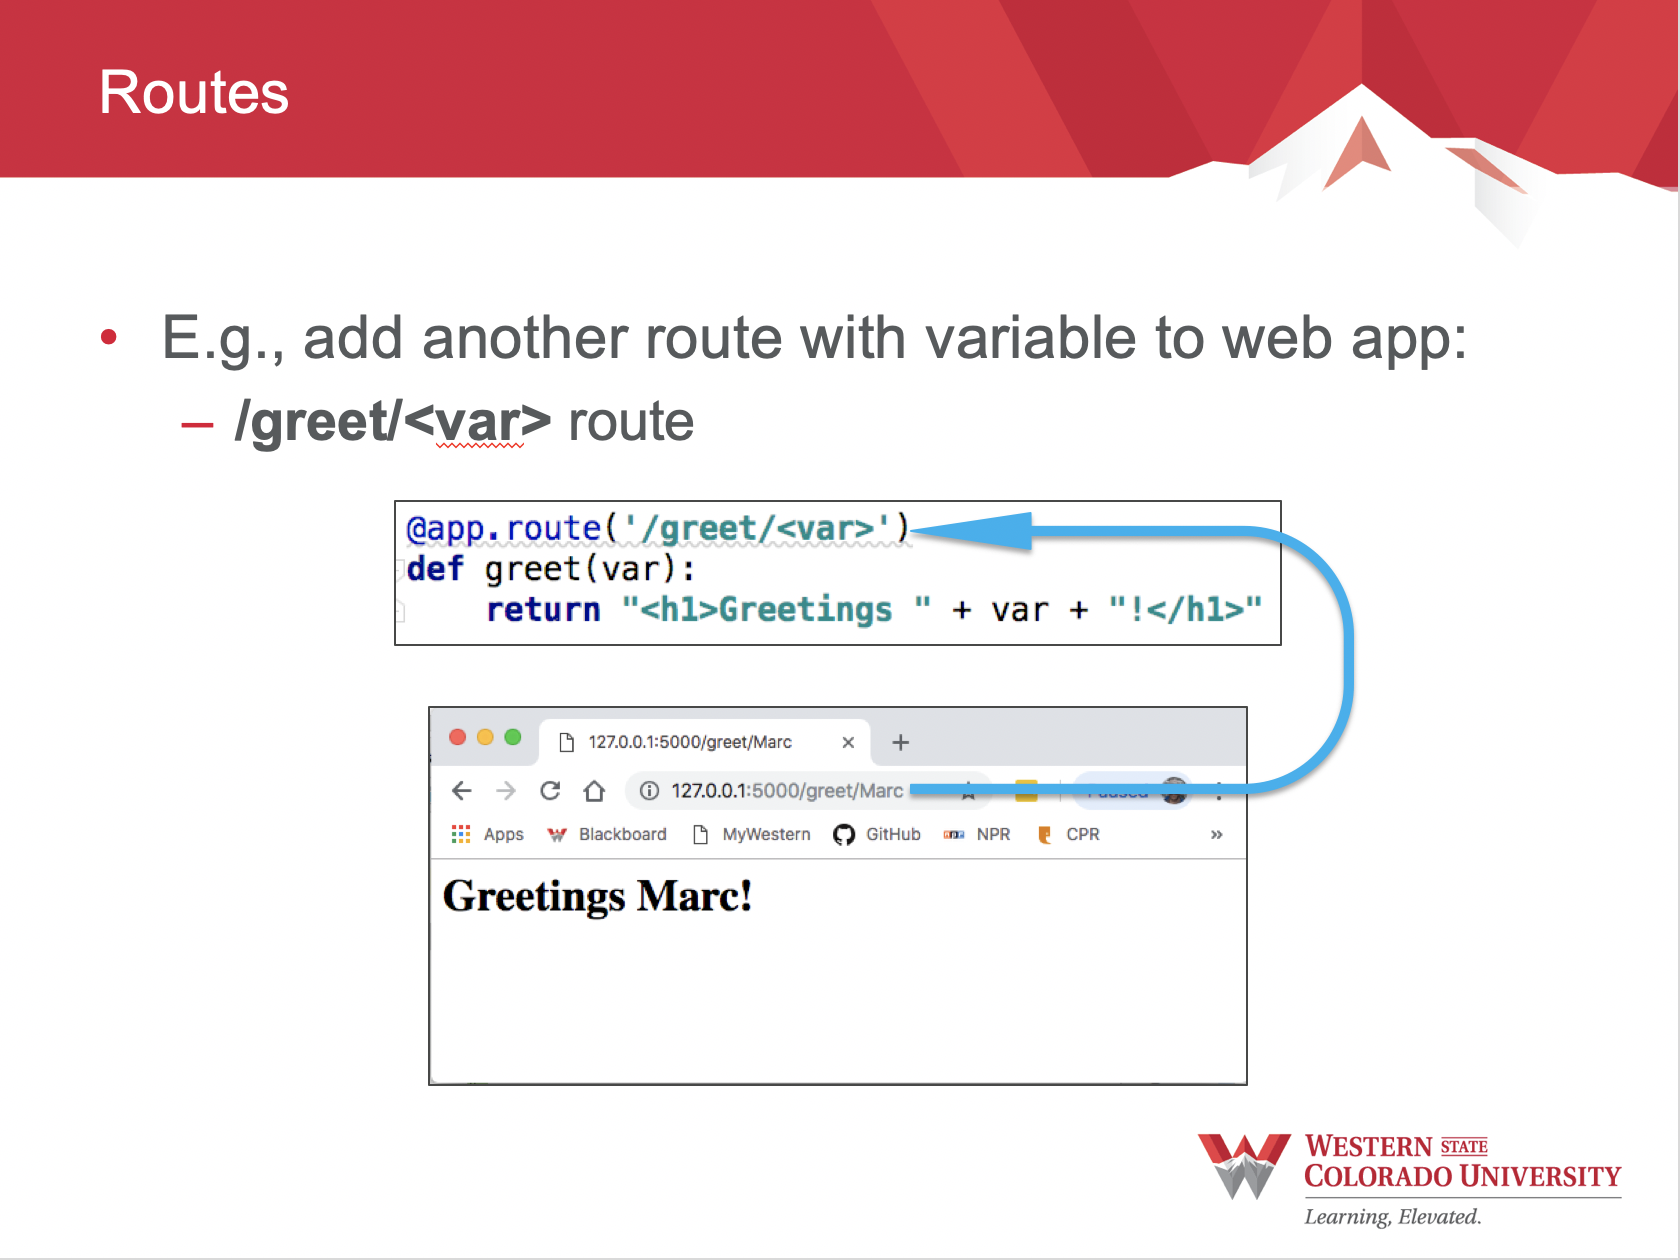 Routes
• E.g., add another route with variable to web app:
– /greet/<var> route
@app.route('/greet/<var>')
def greet(var):
    return "<h1>Greetings " + var + "!</h1>"
127.0.0.1:5000/greet/Marc
127.0.0.1:5000/greet/Marc Paused
Apps Blackboard MyWestern GitHub NPR CPR »
Greetings Marc!
WESTERN STATE
COLORADO UNIVERSITY
Learning, Elevated.